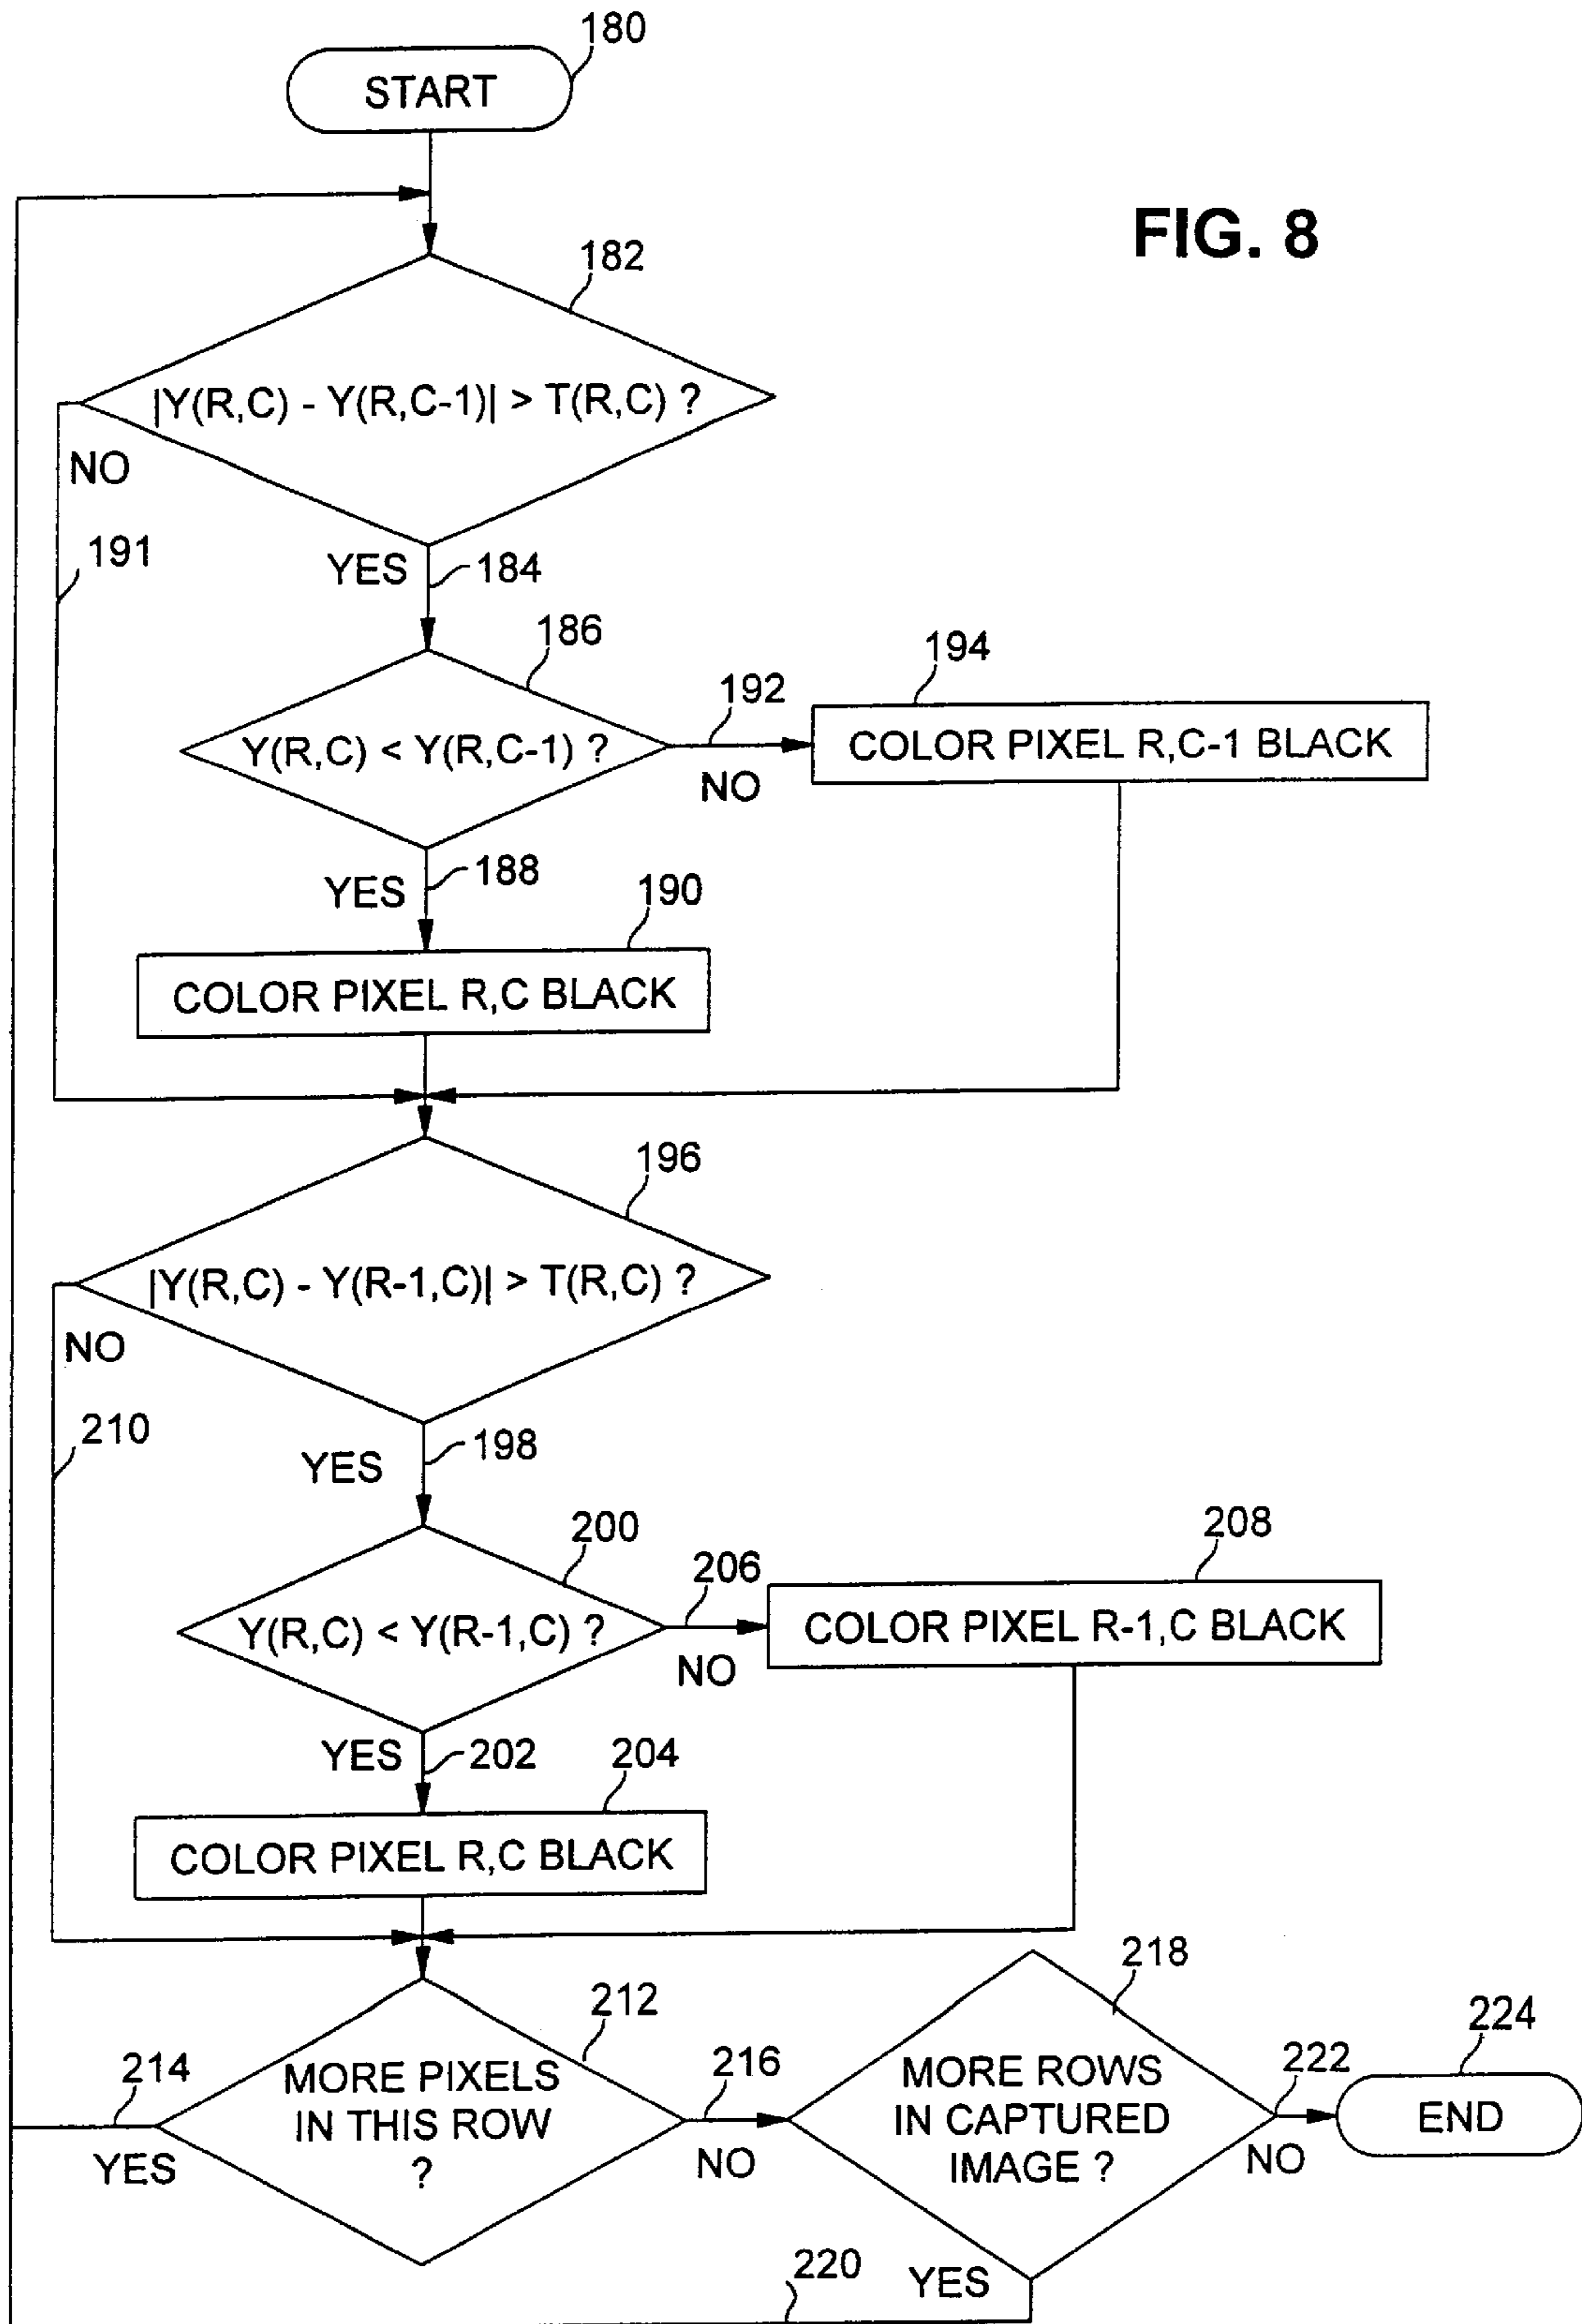 180
START
FIG. 8
182
|Y(R,C) - Y(R,C-1)| > T(R,C) ?
NO
191
YES
184
186
Y(R,C) < Y(R,C-1) ?
192
NO
194
COLOR PIXEL R,C-1 BLACK
YES
188
190
COLOR PIXEL R,C BLACK
196
|Y(R,C) - Y(R-1,C)| > T(R,C) ?
NO
210
YES
198
200
Y(R,C) < Y(R-1,C) ?
206
NO
208
COLOR PIXEL R-1,C BLACK
YES
202
204
COLOR PIXEL R,C BLACK
212
MORE PIXELS
IN THIS ROW
?
214
YES
216
NO
218
MORE ROWS
IN CAPTURED
IMAGE ?
222
NO
224
END
220
YES